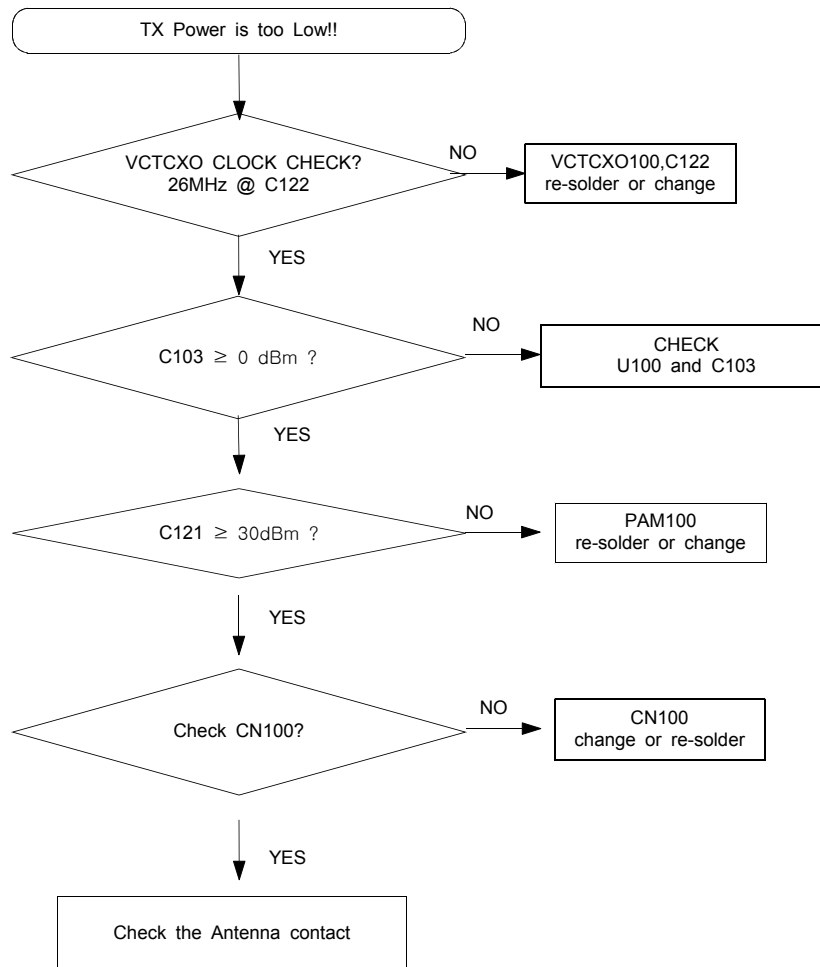 TX Power is too Low!!
VCTCXO CLOCK CHECK?
26MHz @ C122
NO
VCTCXO100,C122
re-solder or change
YES
C103 ≥ 0 dBm ?
NO
CHECK
U100 and C103
YES
C121 ≥ 30dBm ?
NO
PAM100
re-solder or change
YES
Check CN100?
NO
CN100
change or re-solder
YES
Check the Antenna contact